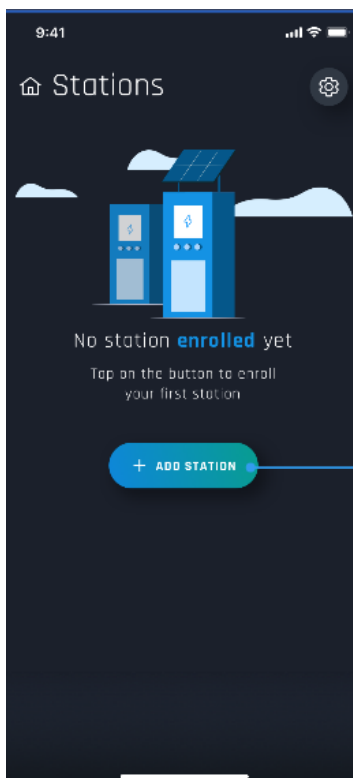 9:41
Stations
No station enrolled yet
Tap on the button to enroll
your first station
+ ADD STATION